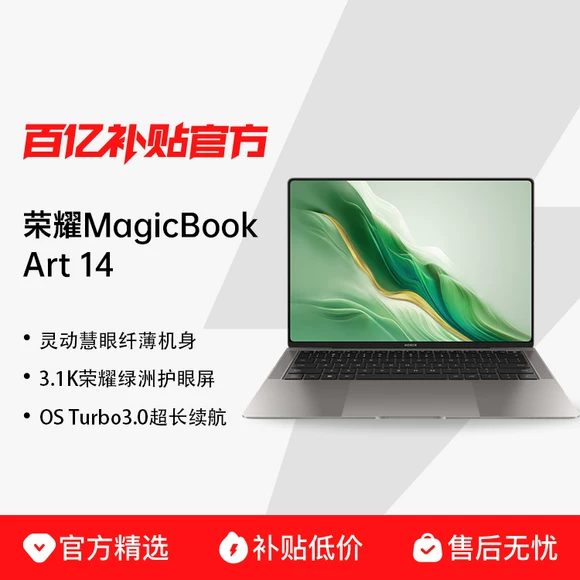 百亿补贴官方
荣耀MagicBook
Art 14
灵动慧眼纤薄机身
3.1K荣耀绿洲护眼屏
OS Turbo3.0超长续航
HONOR
官方精选
补贴低价
售后无忧